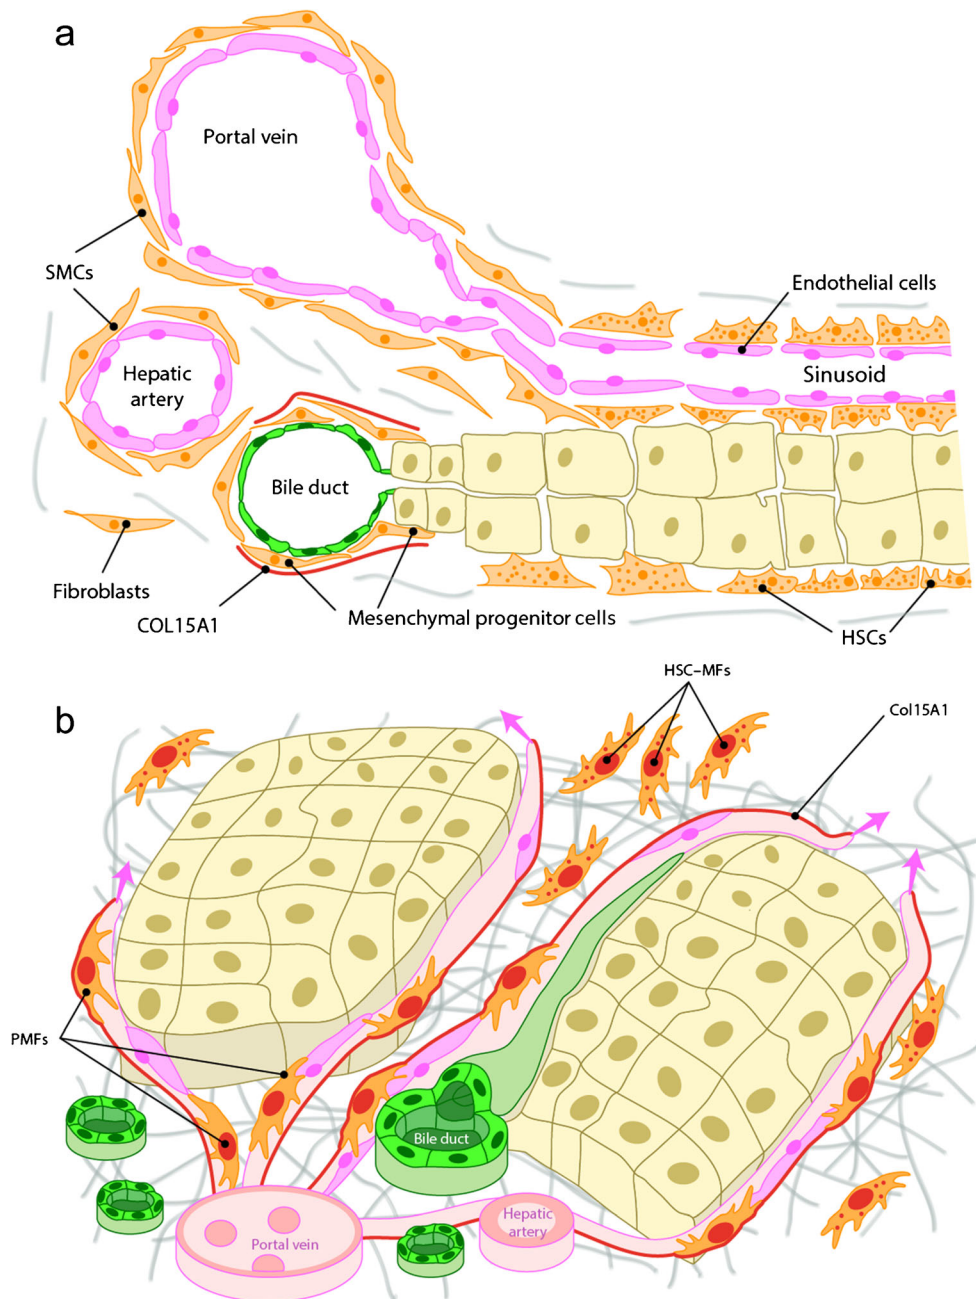 a
Portal vein
SMCs
Endothelial cells
Hepatic
artery
Sinusoid
Bile duct
Fibroblasts
COL15A1
Mesenchymal progenitor cells
HSCs
b
HSC–MFs
Col15A1
PMFs
Bile duct
Portal vein
Hepatic
artery